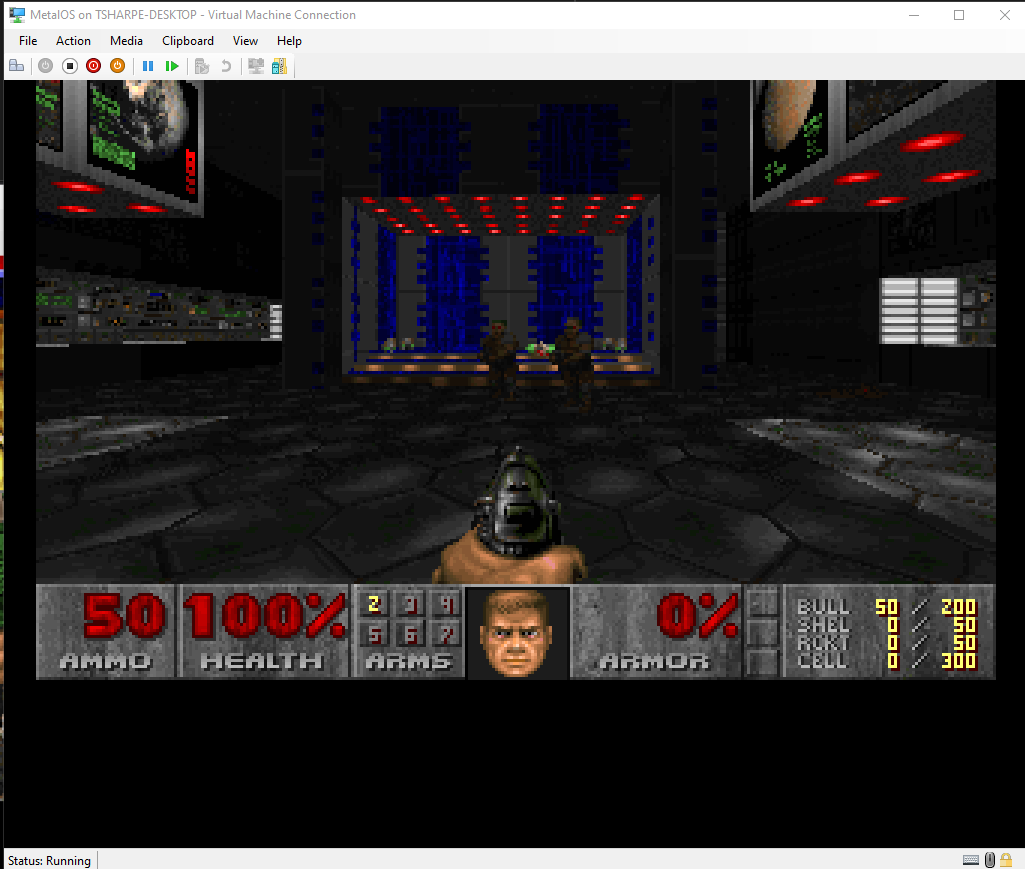 MetalOS on TSHARPE-DESKTOP - Virtual Machine Connection
File Action Media Clipboard View Help
50 100% 2 3 4 0% BULL 50 / 200
SHEL 0 / 50
5 6 7 RCKT 0 / 50
AMMO HEALTH ARMS ARMOR CELL 0 / 300
Status: Running